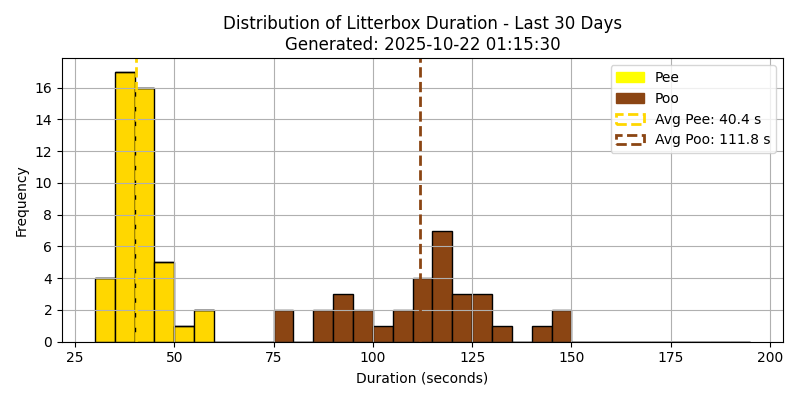 Distribution of Litterbox Duration - Last 30 Days
Generated: 2025-10-22 01:15:30
Pee
Poo
Avg Pee: 40.4 s
Avg Poo: 111.8 s
Frequency
16
14
12
10
8
6
4
2
0
25
50
75
100
125
150
175
200
Duration (seconds)